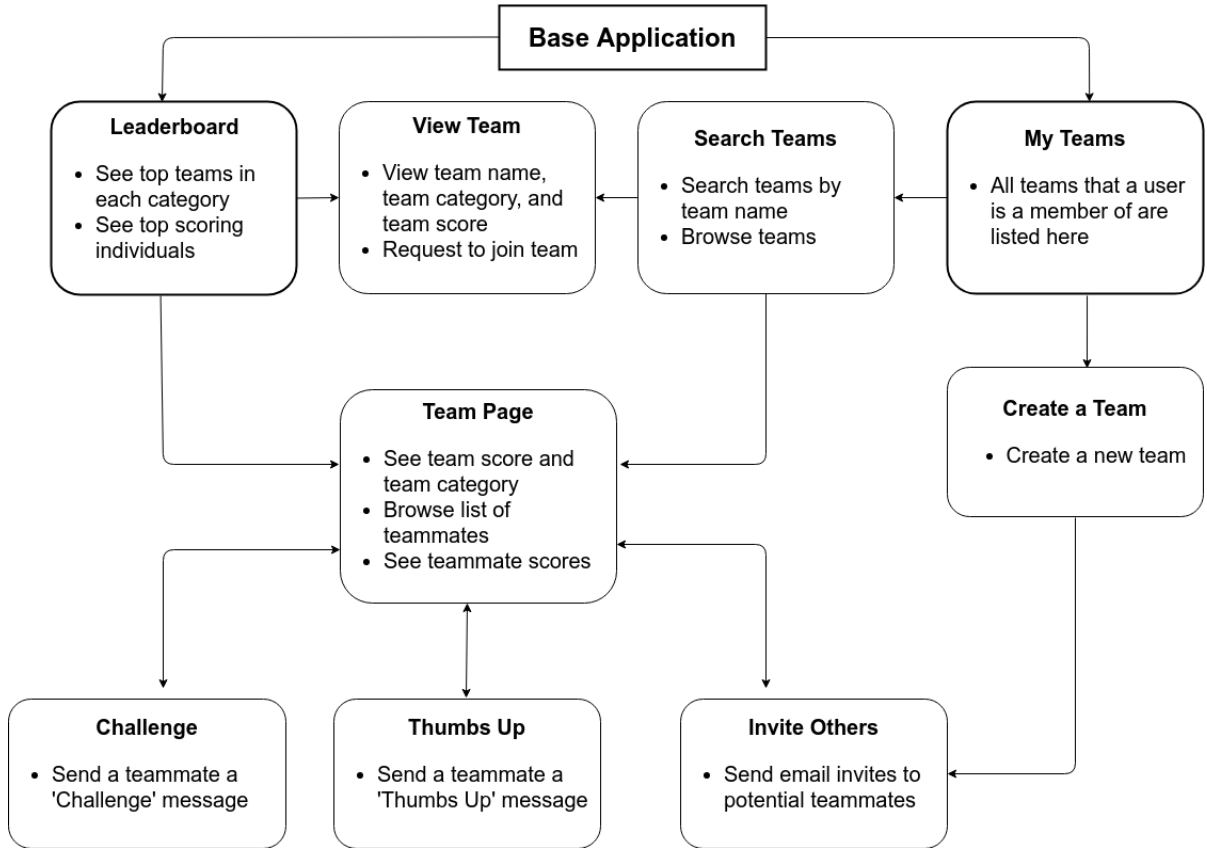 Base Application
Leaderboard
• See top teams in
each category
• See top scoring
individuals
View Team
• View team name,
team category, and
team score
• Request to join team
Search Teams
• Search teams by
team name
• Browse teams
My Teams
• All teams that a user
is a member of are
listed here
Team Page
• See team score and
team category
• Browse list of
teammates
• See teammate scores
Create a Team
• Create a new team
Challenge
• Send a teammate a
'Challenge' message
Thumbs Up
• Send a teammate a
'Thumbs Up' message
Invite Others
• Send email invites to
potential teammates